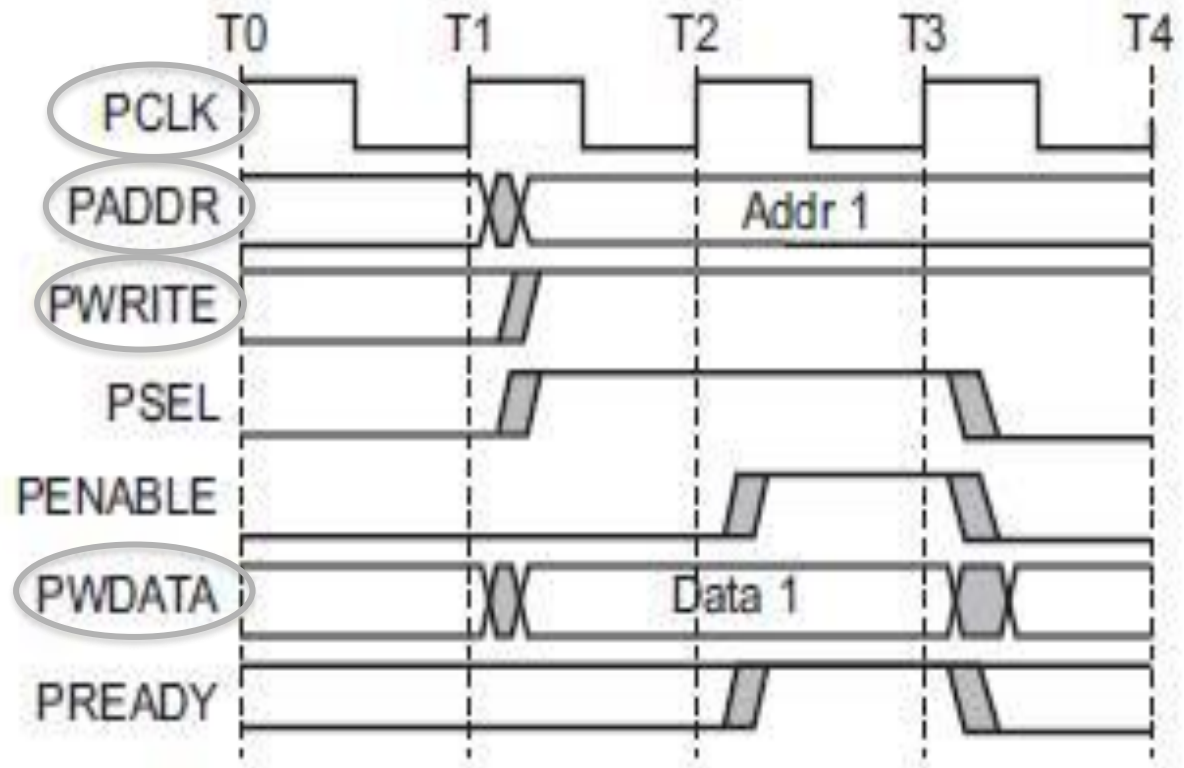 T0 T1 T2 T3 T4
PCLK
PADDR Addr 1
PWRITE
PSEL
PENABLE
PWDATA Data 1
PREADY